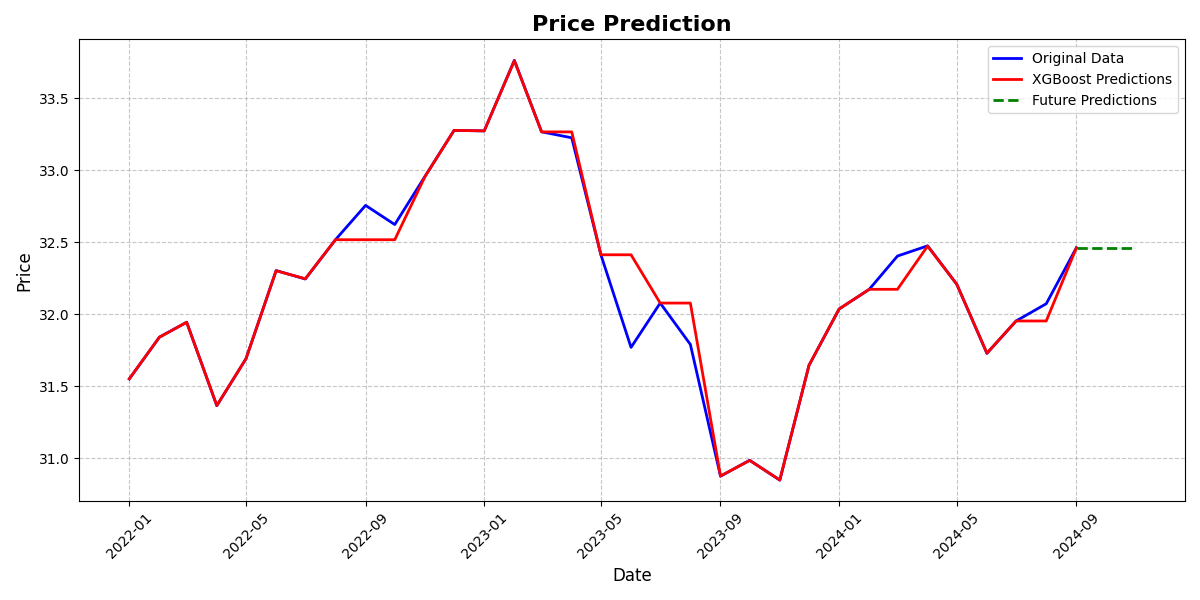 Price Prediction
Original Data
XGBoost Predictions
Future Predictions
Price
33.5
33.0
32.5
32.0
31.5
31.0
2022-01
2022-05
2022-09
2023-01
2023-05
2023-09
2024-01
2024-05
2024-09
Date